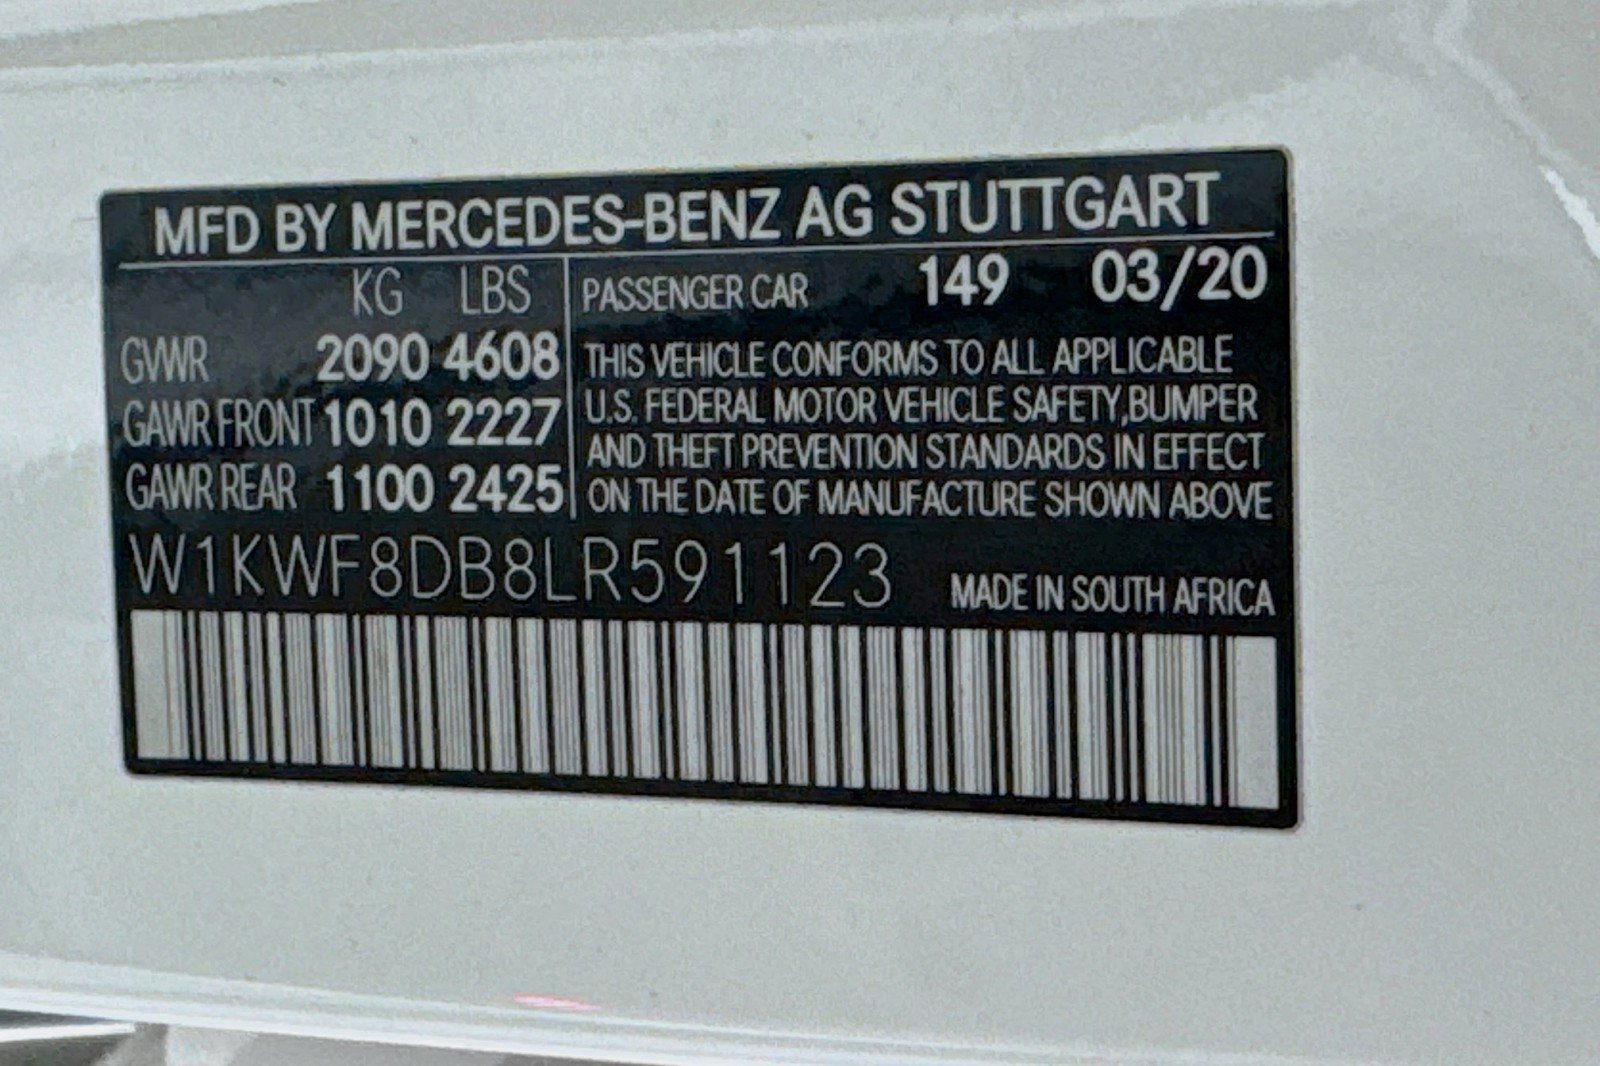 MFD BY MERCEDES-BENZ AG STUTTGART
KG LBS
PASSENGER CAR 149 03/20
GVWR 2090 4608
GAWR FRONT 1010 2227
GAWR REAR 1100 2425
THIS VEHICLE CONFORMS TO ALL APPLICABLE
U.S. FEDERAL MOTOR VEHICLE SAFETY,BUMPER
AND THEFT PREVENTION STANDARDS IN EFFECT
ON THE DATE OF MANUFACTURE SHOWN ABOVE
W1KWF8DB8LR591123
MADE IN SOUTH AFRICA